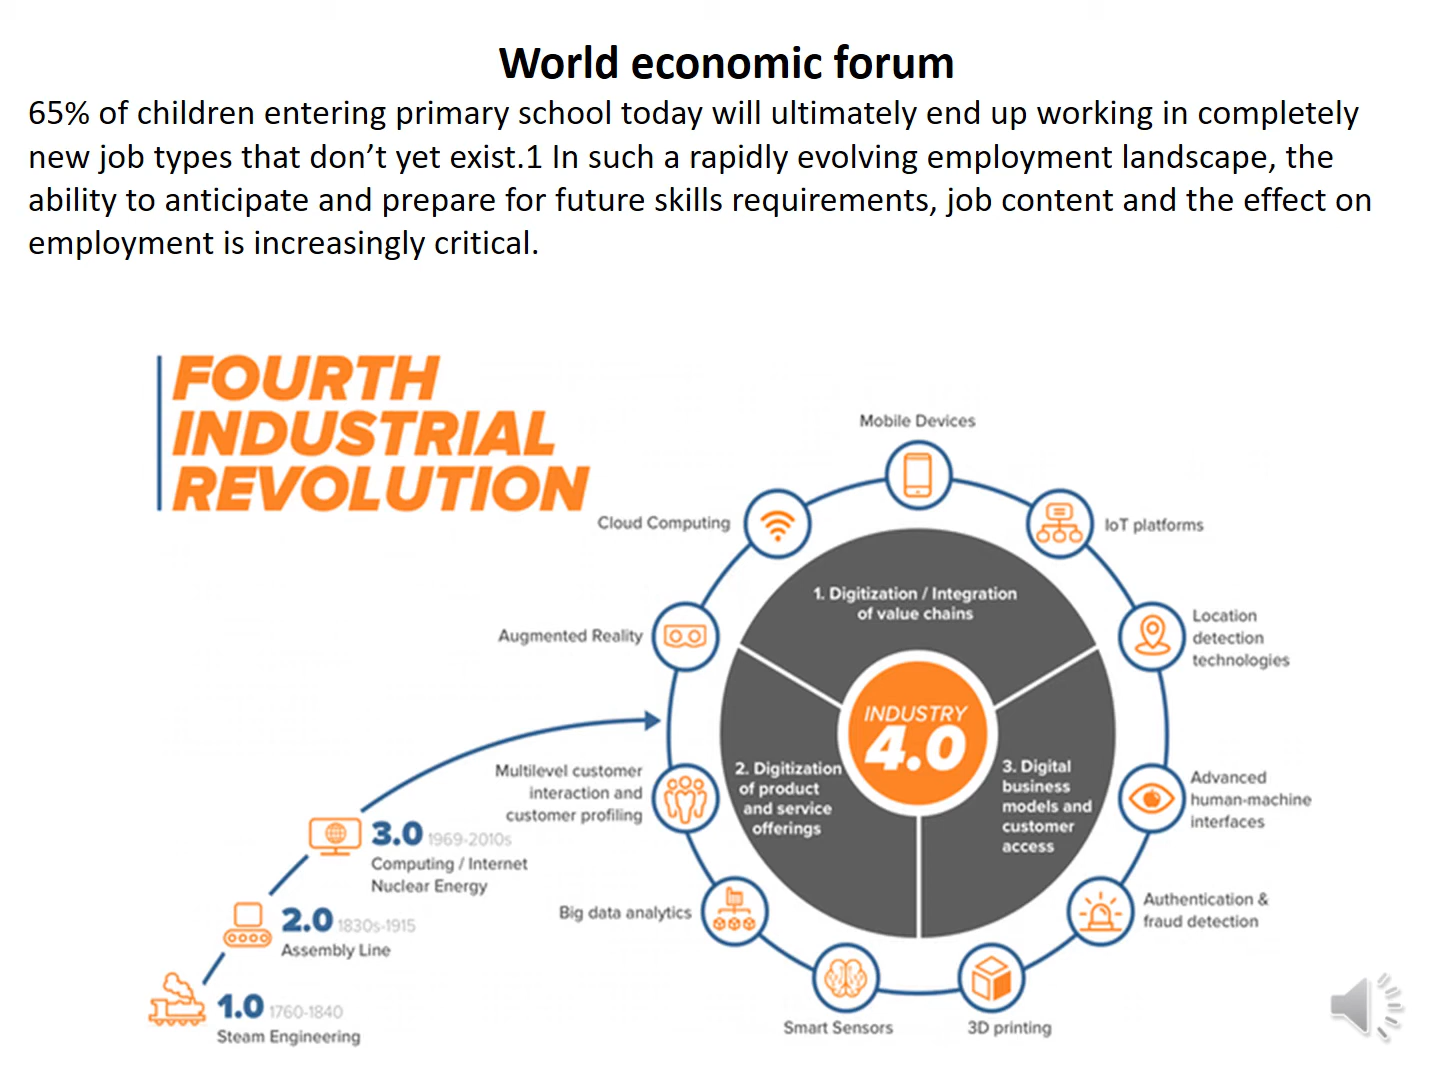 World economic forum
65% of children entering primary school today will ultimately end up working in completely
new job types that don’t yet exist.1 In such a rapidly evolving employment landscape, the
ability to anticipate and prepare for future skills requirements, job content and the effect on
employment is increasingly critical.
FOURTH
INDUSTRIAL
REVOLUTION
Mobile Devices
Cloud Computing
IoT platforms
1. Digitization / Integration
of value chains
Location
detection
technologies
Augmented Reality
INDUSTRY
4.0
2. Digitization
of product
and service
offerings
3. Digital
business
models and
customer
access
Multilevel customer
interaction and
customer profiling
Advanced
human-machine
interfaces
3.0 1969-2010s
Computing / Internet
Nuclear Energy
Big data analytics
Authentication &
fraud detection
2.0 1830s-1915
Assembly Line
1.0 1760-1840
Steam Engineering
Smart Sensors
3D printing